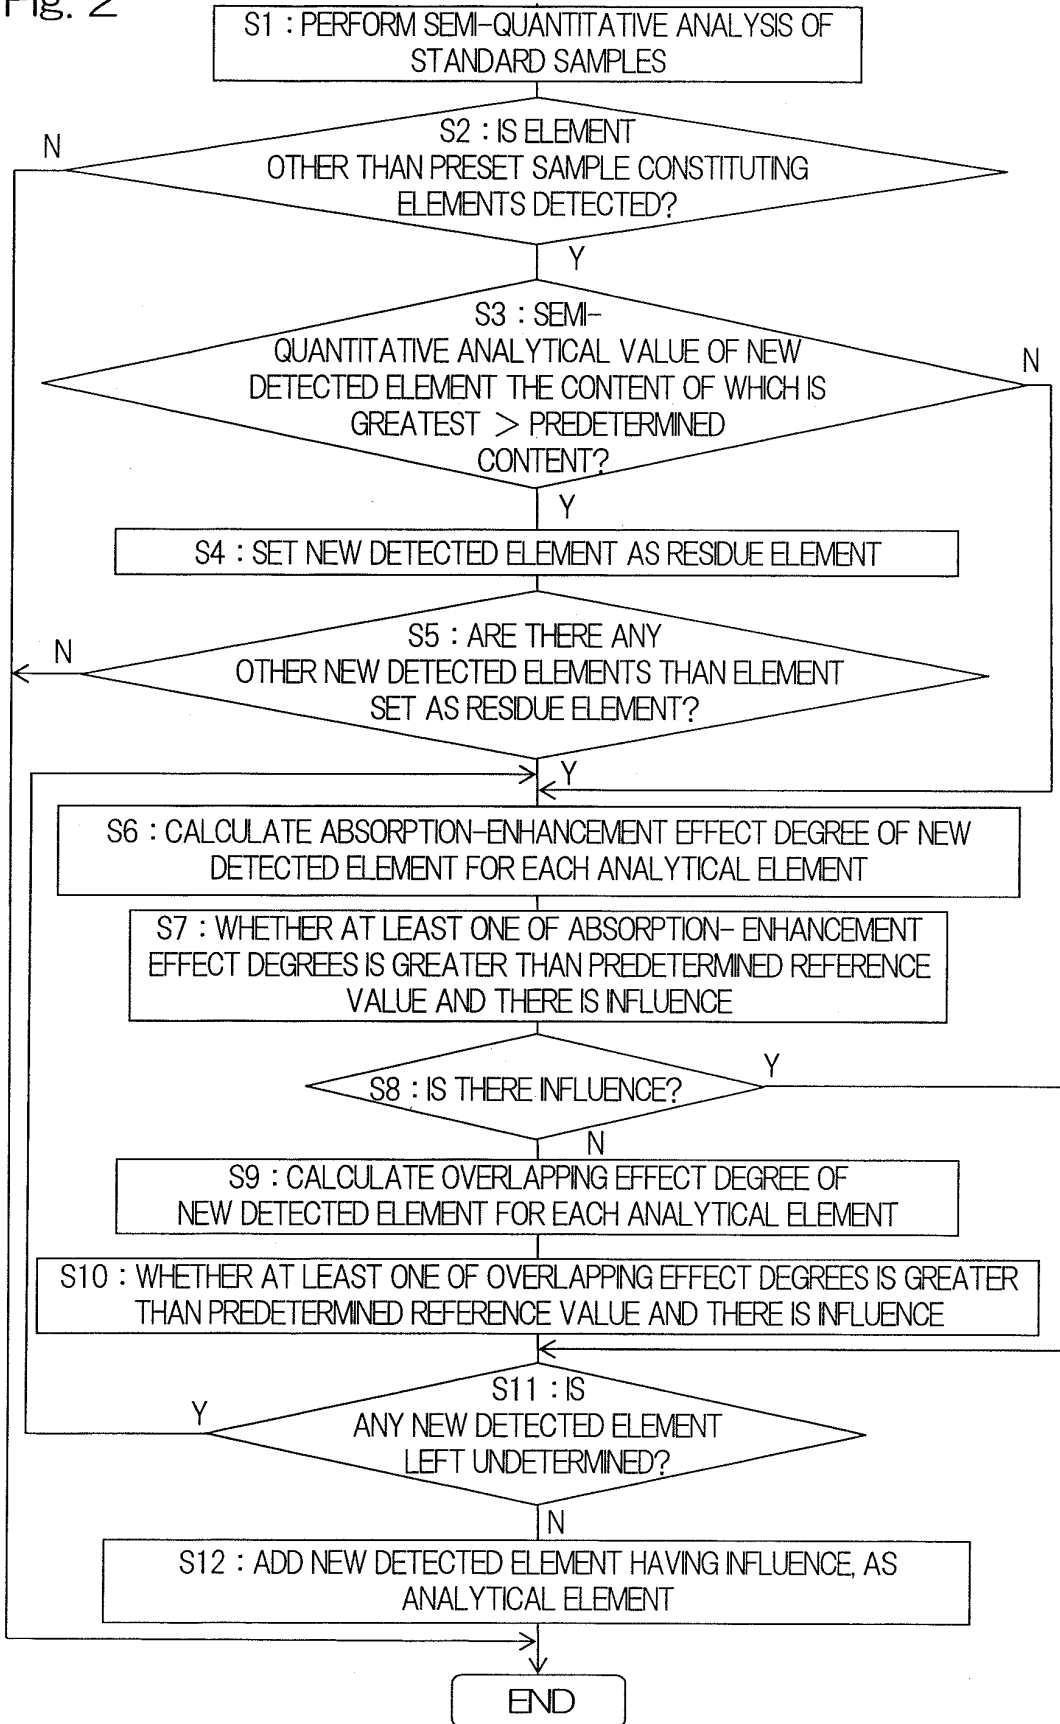 Fig. 2
S1 : PERFORM SEMI-QUANTITATIVE ANALYSIS OF
STANDARD SAMPLES
S2 : IS ELEMENT
OTHER THAN PRESET SAMPLE CONSTITUTING
ELEMENTS DETECTED?
N
Y
S3 : SEMI-
QUANTITATIVE ANALYTICAL VALUE OF NEW
DETECTED ELEMENT THE CONTENT OF WHICH IS
GREATEST > PREDETERMINED
CONTENT?
N
Y
S4 : SET NEW DETECTED ELEMENT AS RESIDUE ELEMENT
S5 : ARE THERE ANY
OTHER NEW DETECTED ELEMENTS THAN ELEMENT
SET AS RESIDUE ELEMENT?
N
Y
S6 : CALCULATE ABSORPTION-ENHANCEMENT EFFECT DEGREE OF NEW
DETECTED ELEMENT FOR EACH ANALYTICAL ELEMENT
S7 : WHETHER AT LEAST ONE OF ABSORPTION- ENHANCEMENT
EFFECT DEGREES IS GREATER THAN PREDETERMINED REFERENCE
VALUE AND THERE IS INFLUENCE
S8 : IS THERE INFLUENCE?
Y
N
S9 : CALCULATE OVERLAPPING EFFECT DEGREE OF
NEW DETECTED ELEMENT FOR EACH ANALYTICAL ELEMENT
S10 : WHETHER AT LEAST ONE OF OVERLAPPING EFFECT DEGREES IS GREATER
THAN PREDETERMINED REFERENCE VALUE AND THERE IS INFLUENCE
S11 : IS
ANY NEW DETECTED ELEMENT
LEFT UNDETERMINED?
Y
N
S12 : ADD NEW DETECTED ELEMENT HAVING INFLUENCE, AS
ANALYTICAL ELEMENT
END